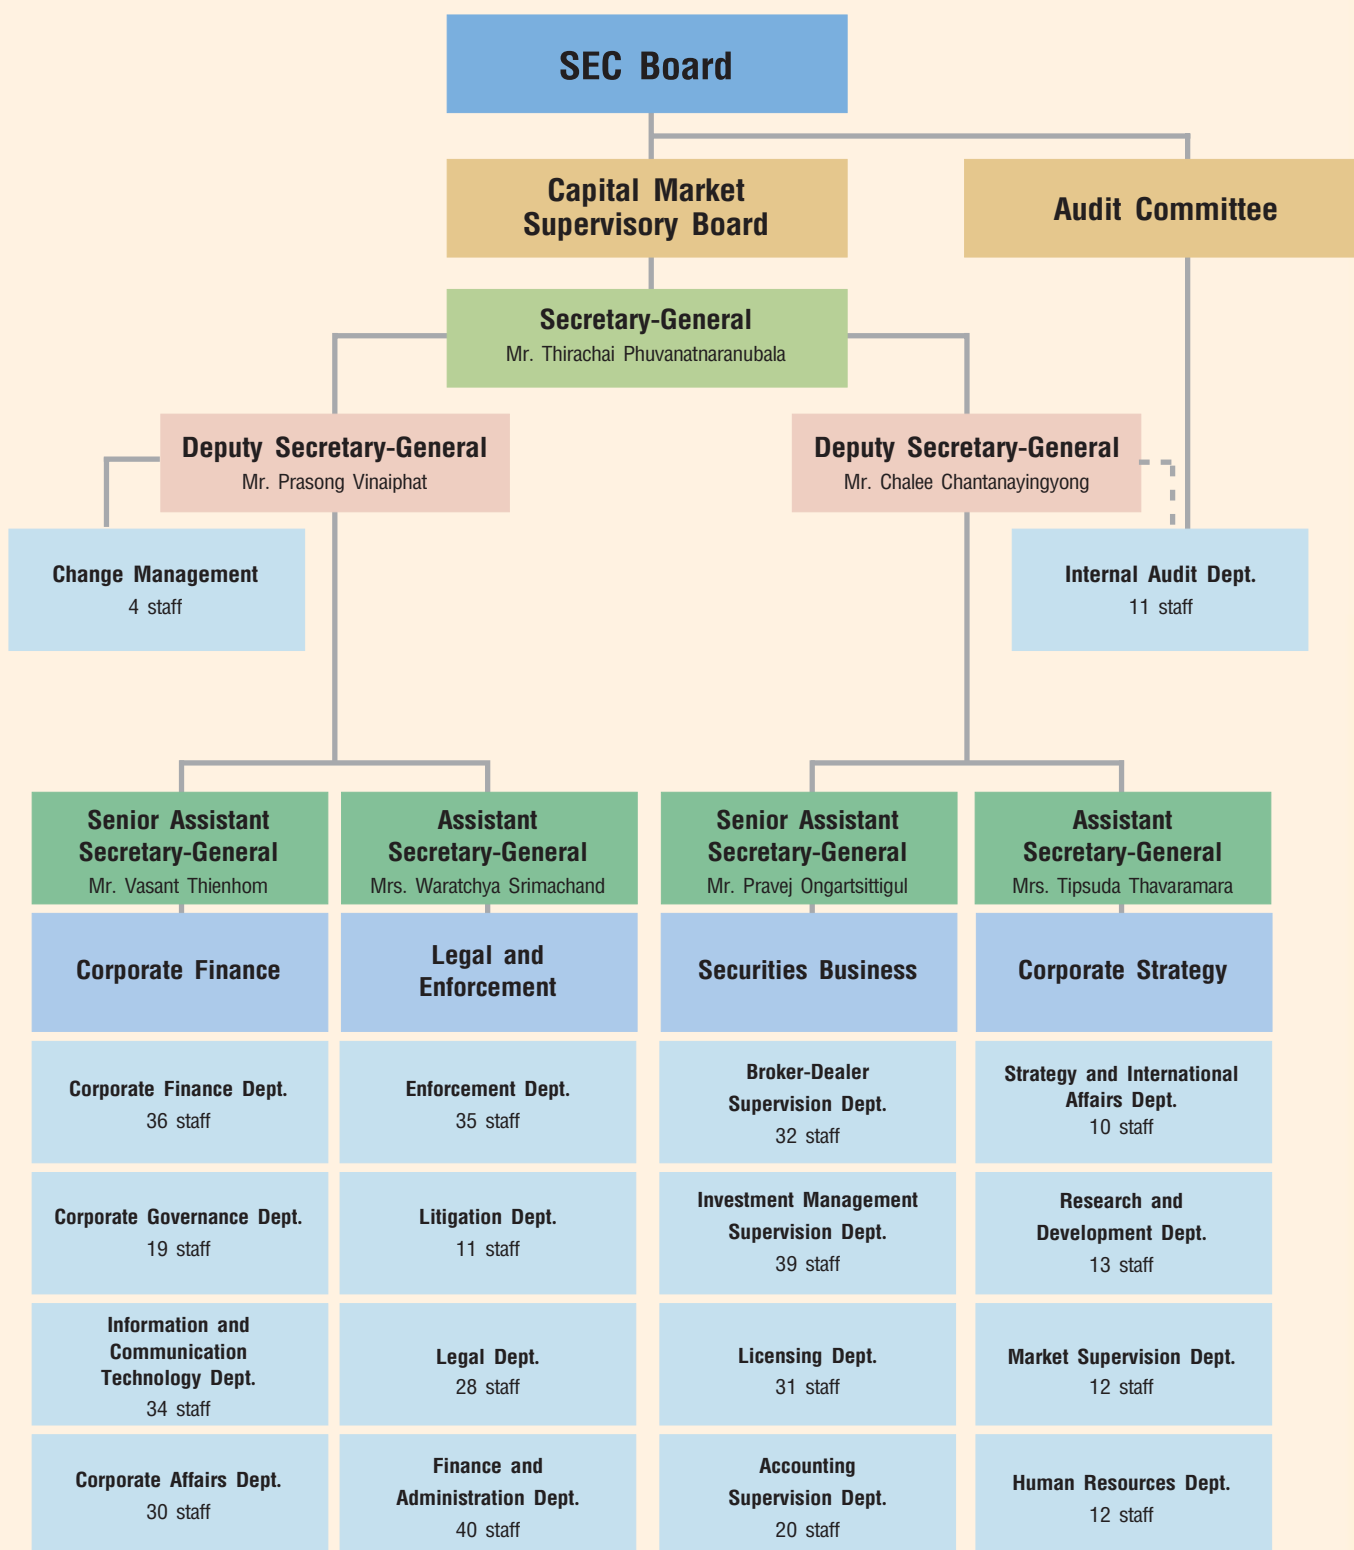 SEC Board
Capital Market
Supervisory Board
Audit Committee
Secretary-General
Mr. Thirachai Phuvanatnaranubala
Deputy Secretary-General
Mr. Prasong Vinaiphat
Deputy Secretary-General
Mr. Chalee Chantanayingyong
Change Management
4 staff
Internal Audit Dept.
11 staff
Senior Assistant
Secretary-General
Mr. Vasant Thienhom
Assistant
Secretary-General
Mrs. Waratchya Srimachand
Senior Assistant
Secretary-General
Mr. Pravej Ongartsittigul
Assistant
Secretary-General
Mrs. Tipsuda Thavaramara
Corporate Finance
Legal and
Enforcement
Securities Business
Corporate Strategy
Corporate Finance Dept.
36 staff
Enforcement Dept.
35 staff
Broker-Dealer
Supervision Dept.
32 staff
Strategy and International
Affairs Dept.
10 staff
Corporate Governance Dept.
19 staff
Litigation Dept.
11 staff
Investment Management
Supervision Dept.
39 staff
Research and
Development Dept.
13 staff
Information and
Communication
Technology Dept.
34 staff
Legal Dept.
28 staff
Licensing Dept.
31 staff
Market Supervision Dept.
12 staff
Corporate Affairs Dept.
30 staff
Finance and
Administration Dept.
40 staff
Accounting
Supervision Dept.
20 staff
Human Resources Dept.
12 staff